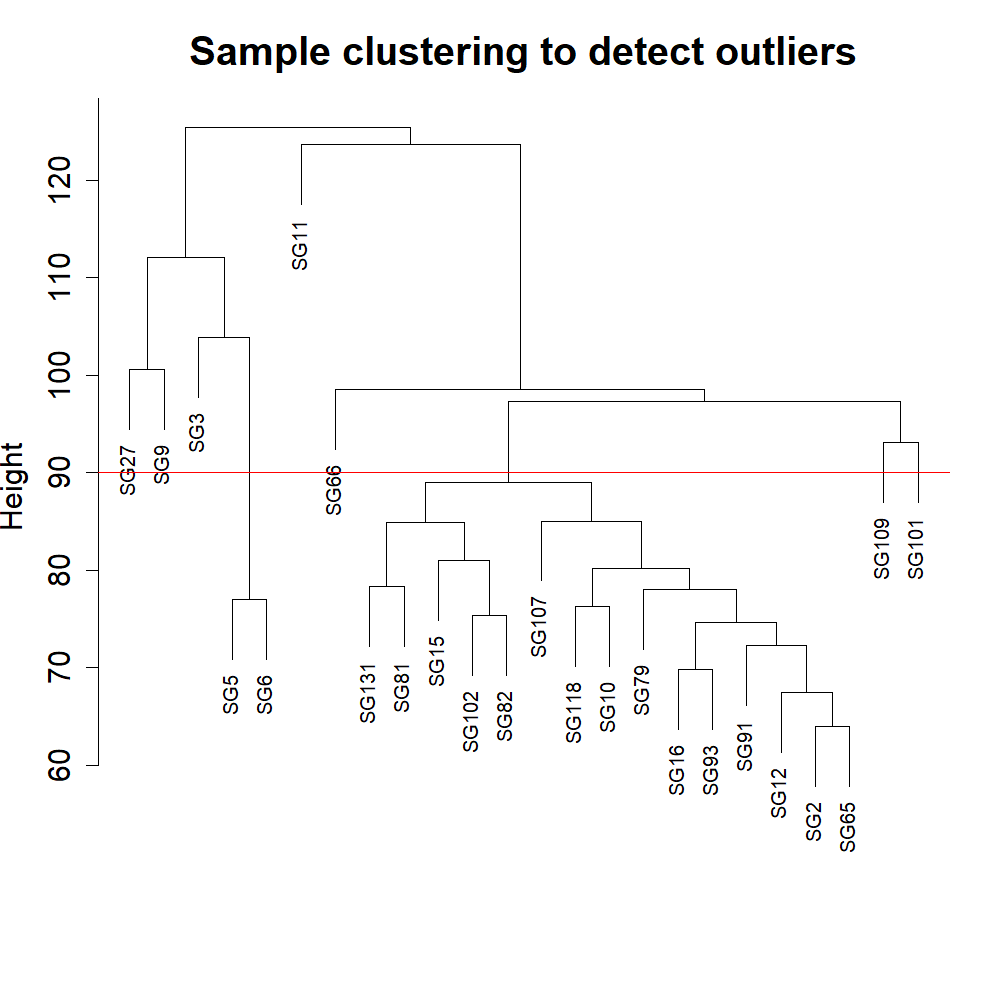 Sample clustering to detect outliers
Height
120
110
100
90
80
70
60
SG27
SG9
SG3
SG5
SG6
SG11
SG66
SG131
SG81
SG15
SG102
SG82
SG107
SG118
SG10
SG79
SG16
SG93
SG91
SG12
SG2
SG65
SG109
SG101